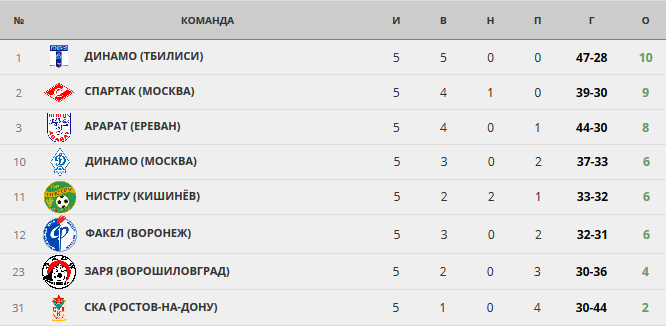 № КОМАНДА И В Н П Г О
1 ДИНАМО (ТБИЛИСИ) 5 5 0 0 47-28 10
2 СПАРТАК (МОСКВА) 5 4 1 0 39-30 9
3 АРАРАТ (ЕРЕВАН) 5 4 0 1 44-30 8
10 ДИНАМО (МОСКВА) 5 3 0 2 37-33 6
11 НИСТРУ (КИШИНЁВ) 5 2 2 1 33-32 6
12 ФАКЕЛ (ВОРОНЕЖ) 5 3 0 2 32-31 6
23 ЗАРЯ (ВОРОШИЛОВГРАД) 5 2 0 3 30-36 4
31 СКА (РОСТОВ-НА-ДОНУ) 5 1 0 4 30-44 2